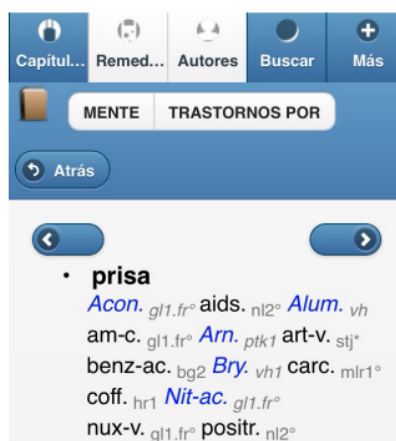 Capítul... Remed... Autores Buscar Más
MENTE TRASTORNOS POR
Atrás
• prisa
Acon. gl1.fr° aids. nl2° Alum. vh
am-c. gl1.fr° Arn. ptk1 art-v. stj*
benz-ac. bg2 Bry. vh1 carc. mlr1°
coff. hr1 Nit-ac. gl1.fr°
nux-v. gl1.fr° positr. nl2°